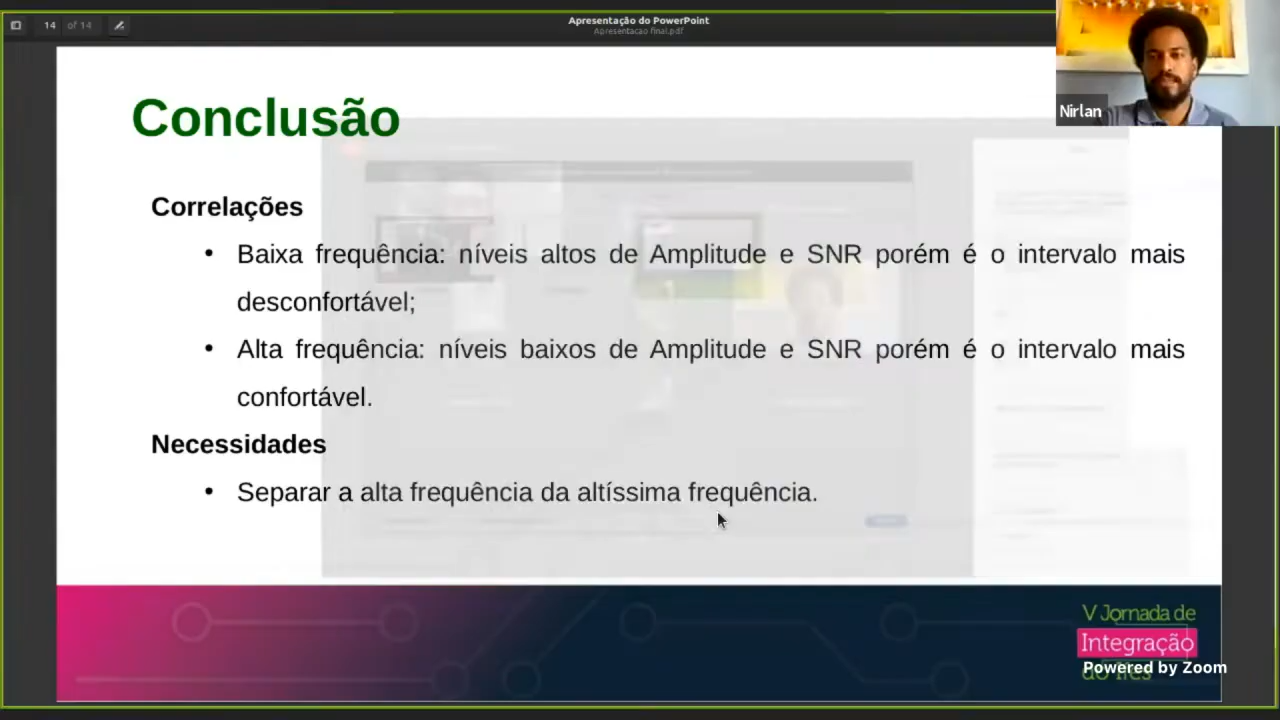 14 of 14
Apresentação do PowerPoint
Apresentacao final.pdf
Nirlan
Conclusão
Correlações
• Baixa frequência: níveis altos de Amplitude e SNR porém é o intervalo mais
desconfortável;
• Alta frequência: níveis baixos de Amplitude e SNR porém é o intervalo mais
confortável.
Necessidades
• Separar a alta frequência da altíssima frequência.
V Jornada de
Integração
do Ifes
Powered by Zoom